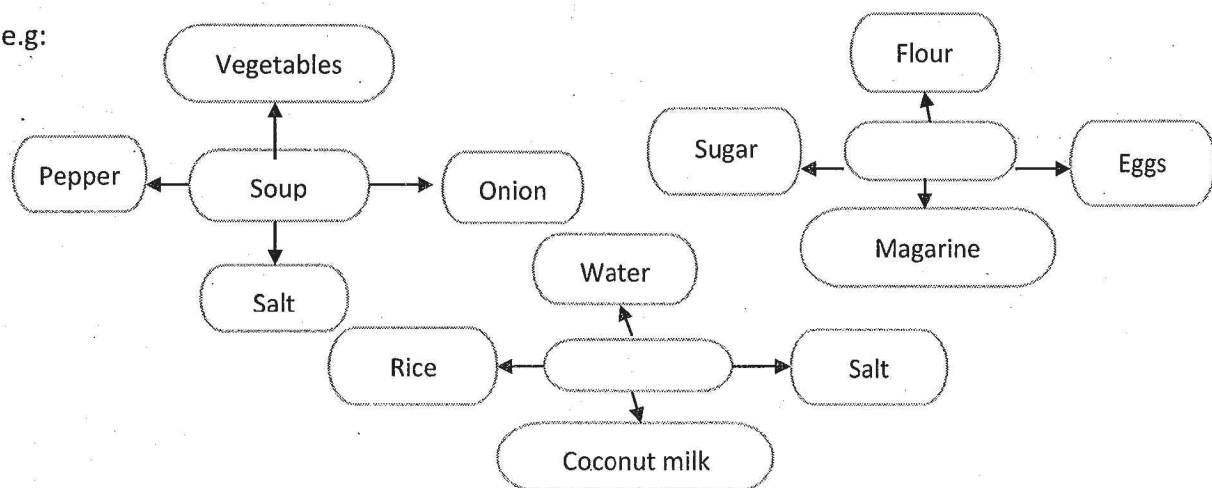 e.g:
Vegetables
Pepper
Soup
Onion
Salt
Flour
Sugar
Eggs
Magarine
Water
Rice
Salt
Coconut milk